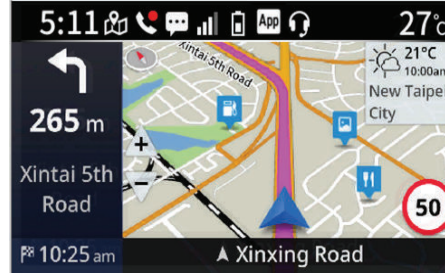 5:11
App
27°c
265 m
Xintai 5th
Road
10:25 am
Xintai 5th Road
+
−
21°C
10:00am
New Taipe
City
50
Xinxing Road